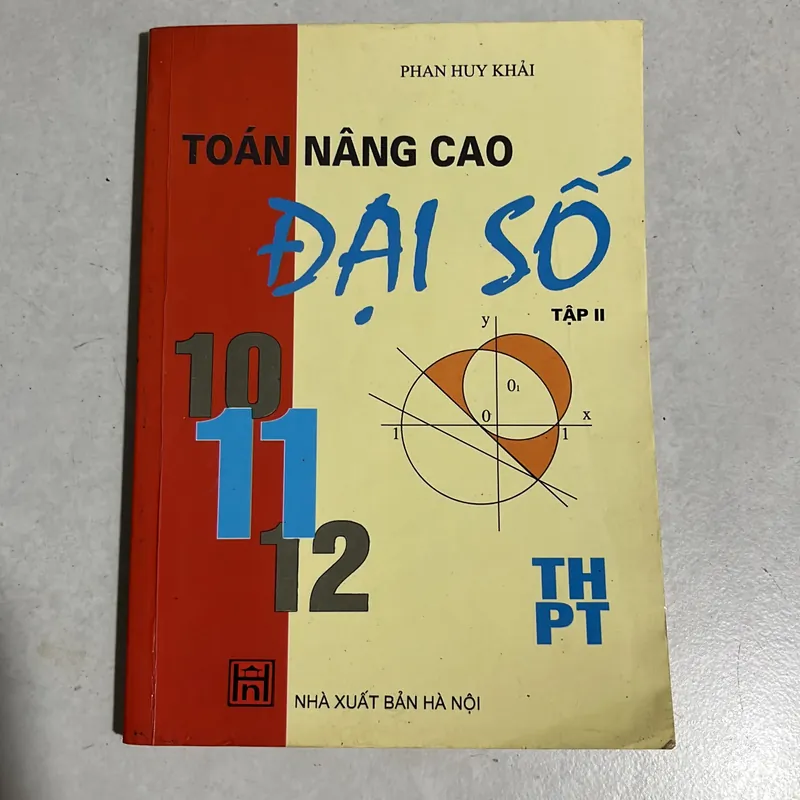 PHAN HUY KHẢI
TOÁN NÂNG CAO
ĐẠI SỐ
TẬP II
10
11
12
y
0₁
0
x
1
1
TH
PT
hn
NHÀ XUẤT BẢN HÀ NỘI